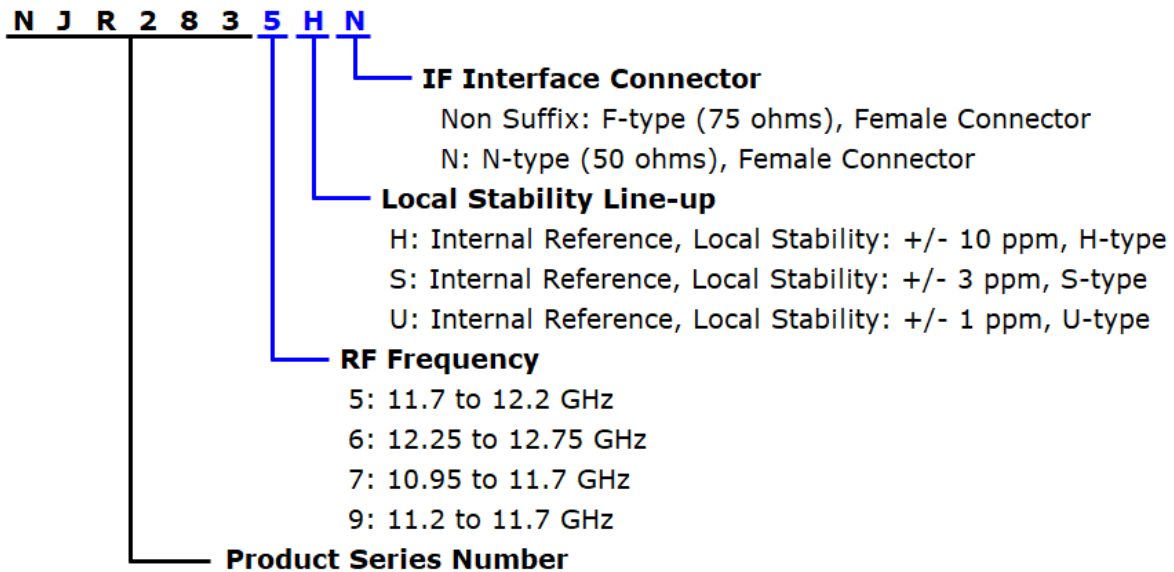 N J R 2 8 3 5 H N
IF Interface Connector
Non Suffix: F-type (75 ohms), Female Connector
N: N-type (50 ohms), Female Connector
Local Stability Line-up
H: Internal Reference, Local Stability: +/- 10 ppm, H-type
S: Internal Reference, Local Stability: +/- 3 ppm, S-type
U: Internal Reference, Local Stability: +/- 1 ppm, U-type
RF Frequency
5: 11.7 to 12.2 GHz
6: 12.25 to 12.75 GHz
7: 10.95 to 11.7 GHz
9: 11.2 to 11.7 GHz
Product Series Number